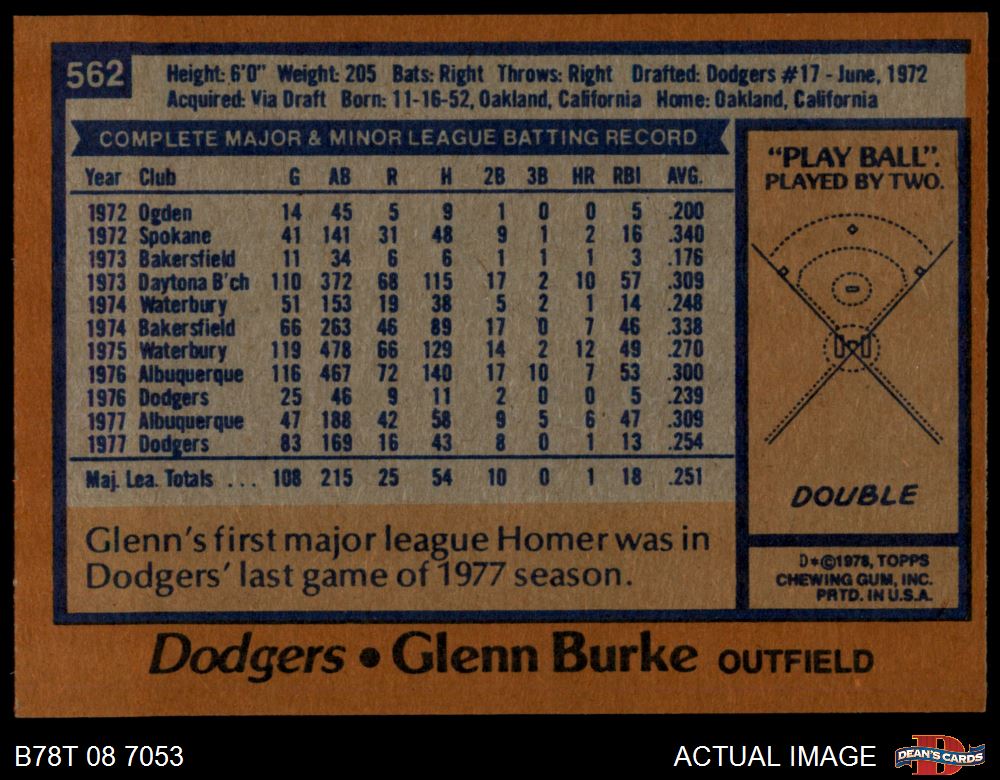 562
Height: 6'0" Weight: 205 Bats: Right Throws: Right Drafted: Dodgers #17 - June, 1972
Acquired: Via Draft Born: 11-16-52, Oakland, California Home: Oakland, California
COMPLETE MAJOR & MINOR LEAGUE BATTING RECORD
Year Club G AB R H 2B 3B HR RBI AVG.
1972 Ogden 14 45 5 9 1 0 0 5 .200
1972 Spokane 41 141 31 48 9 1 2 16 .340
1973 Bakersfield 11 34 6 6 1 1 1 3 .176
1973 Daytona B'ch 110 372 68 115 17 2 10 57 .309
1974 Waterbury 51 153 19 38 5 2 1 14 .248
1974 Bakersfield 66 263 46 89 17 0 7 46 .338
1975 Waterbury 119 478 66 129 14 2 12 49 .270
1976 Albuquerque 116 467 72 140 17 10 7 53 .300
1976 Dodgers 25 46 9 11 2 0 0 5 .239
1977 Albuquerque 47 188 42 58 9 5 6 47 .309
1977 Dodgers 83 169 16 43 8 0 1 13 .254
Maj. Lea. Totals ... 108 215 25 54 10 0 1 18 .251
Glenn's first major league Homer was in
Dodgers' last game of 1977 season.
"PLAY BALL".
PLAYED BY TWO.
DOUBLE
D*©1978, TOPPS
CHEWING GUM, INC.
PRTD. IN U.S.A.
Dodgers • Glenn Burke OUTFIELD
B78T 08 7053
ACTUAL IMAGE
D
DEAN'S CARDS